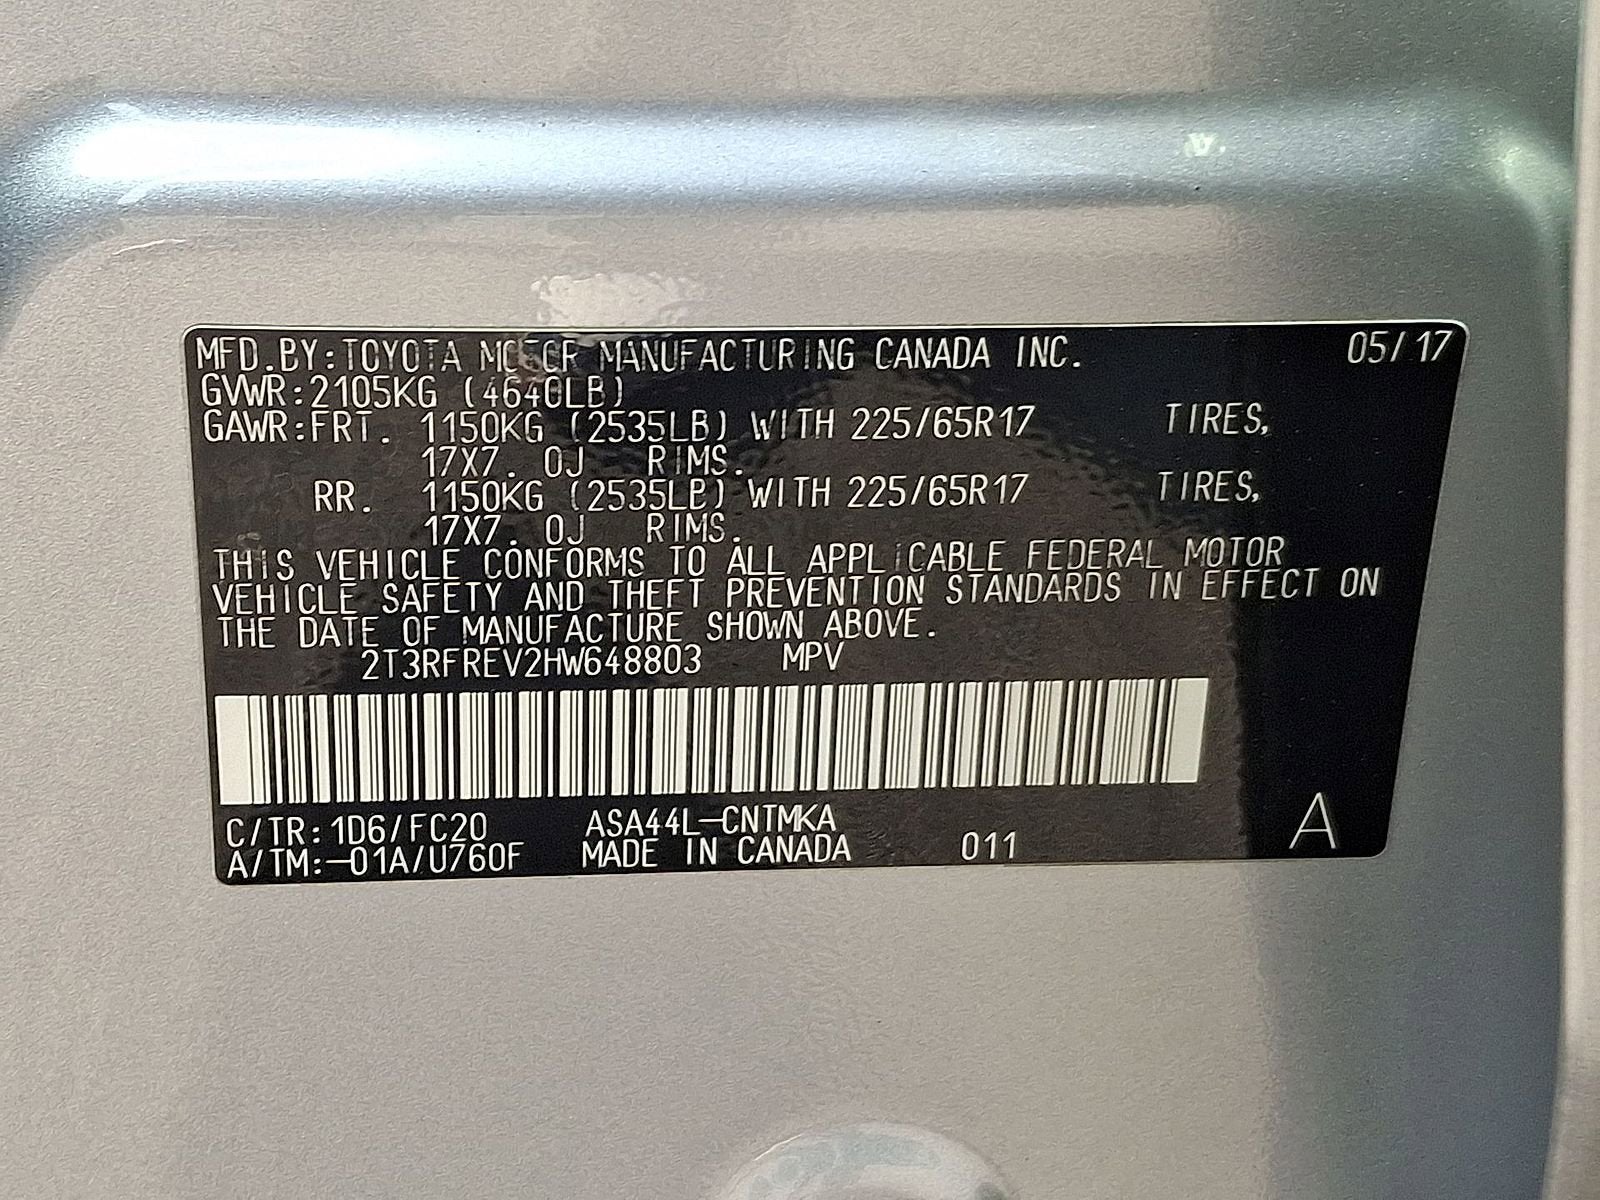 MFD.BY:TOYOTA MOTOR MANUFACTURING CANADA INC. 05/17
GVWR:2105KG (4640LB)
GAWR:FRT. 1150KG (2535LB) WITH 225/65R17 TIRES,
17X7. 0J RIMS.
RR. 1150KG (2535LB) WITH 225/65R17 TIRES,
17X7. 0J RIMS.
THIS VEHICLE CONFORMS TO ALL APPLICABLE FEDERAL MOTOR
VEHICLE SAFETY AND THEFT PREVENTION STANDARDS IN EFFECT ON
THE DATE OF MANUFACTURE SHOWN ABOVE.
2T3RFREV2HW648803 MPV
C/TR:1D6/FC20 ASA44L-CNTMKA
A/TM:-01A/U760F MADE IN CANADA 011 A